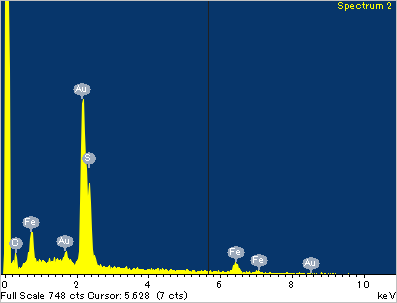 Spectrum 2
Au
S
Fe
Au
O
Fe
Fe
Au
0 2 4 6 8 10
Full Scale 748 cts Cursor: 5.628 (7 cts) keV